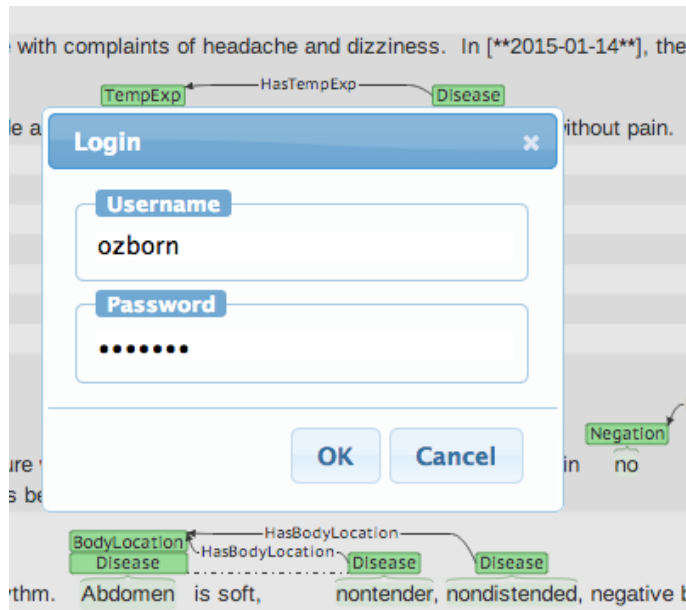 with complaints of headache and dizziness. In [**2015-01-14**], the
TempExp HasTempExp Disease
without pain.
Login
Username
ozborn
Password
•••••••
OK Cancel
Negation
in no
BodyLocation HasBodyLocation
Disease HasBodyLocation Disease Disease
Abdomen is soft, nontender, nondistended, negative